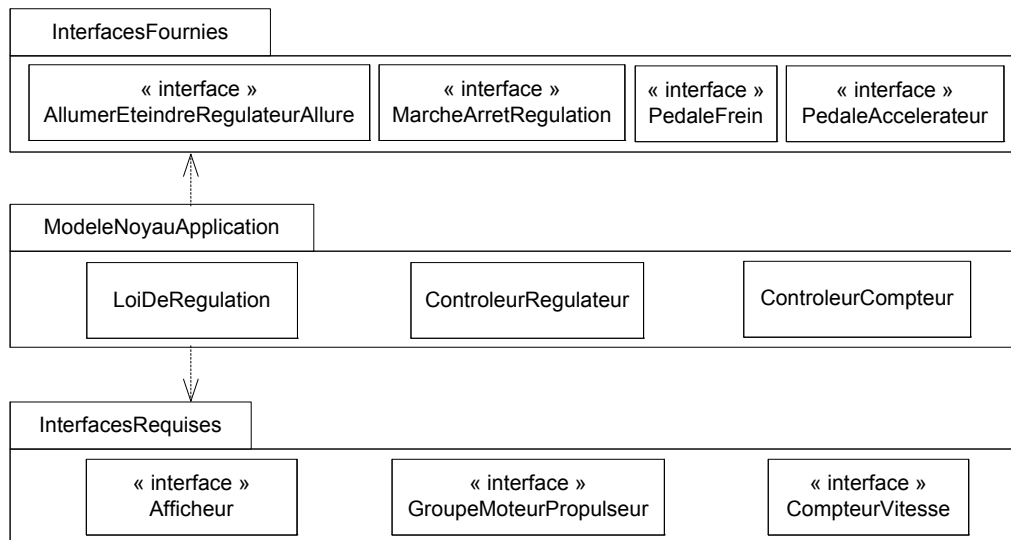 InterfacesFournies
« interface »
AllumerEteindreRegulateurAllure
« interface »
MarcheArretRegulation
« interface »
PedaleFrein
« interface »
PedaleAccelerateur
ModeleNoyauApplication
LoiDeRegulation
ControleurRegulateur
ControleurCompteur
InterfacesRequises
« interface »
Afficheur
« interface »
GroupeMoteurPropulseur
« interface »
CompteurVitesse